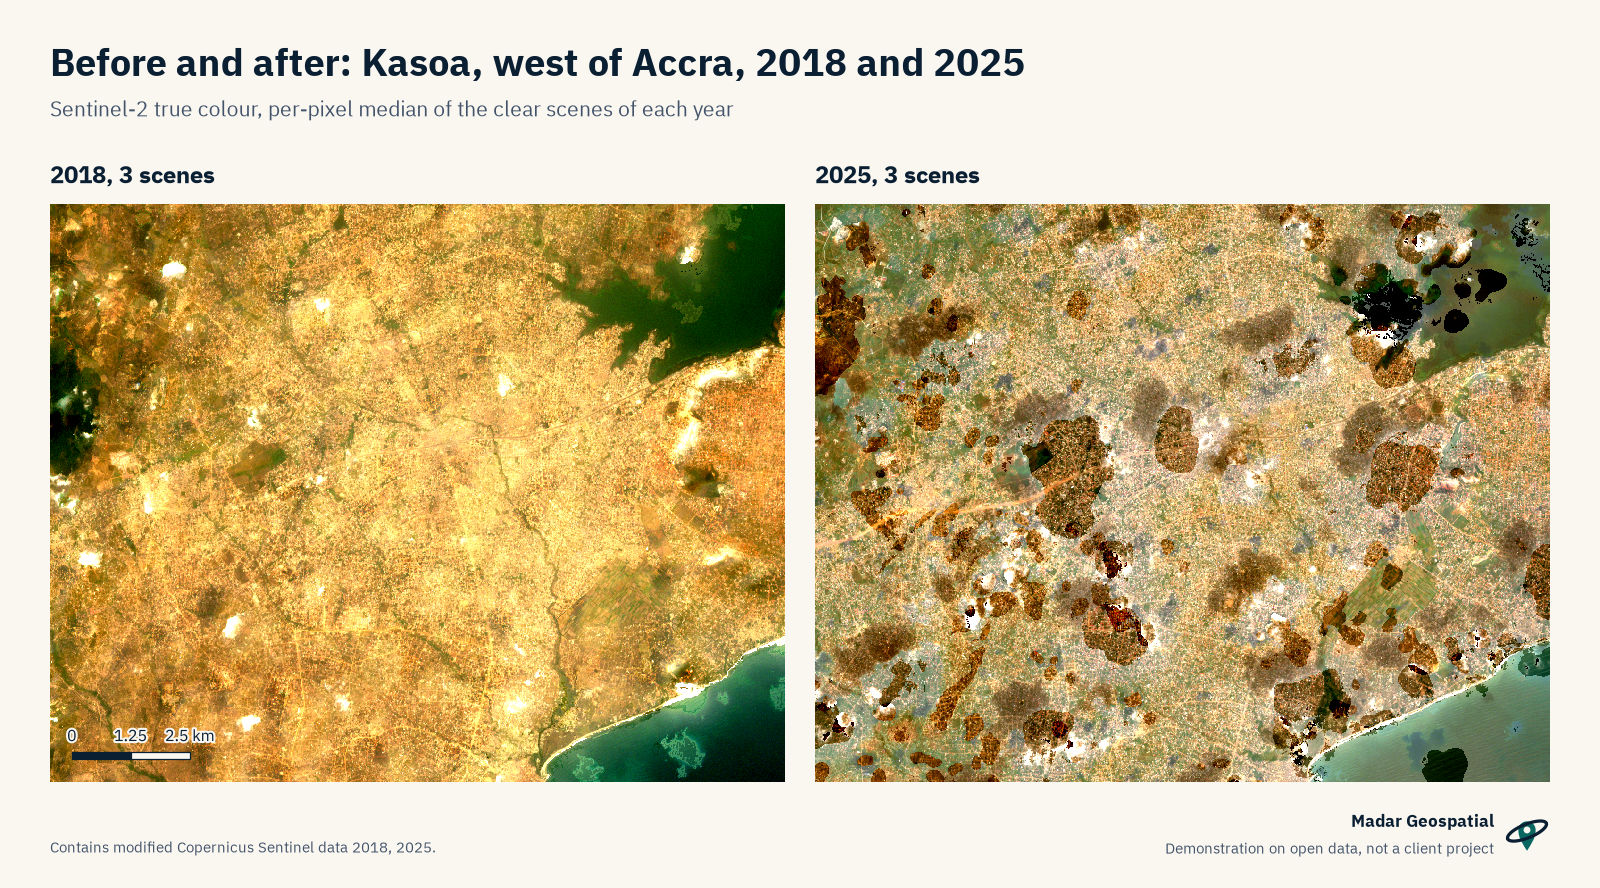 Before and after: Kasoa, west of Accra, 2018 and 2025
Sentinel-2 true colour, per-pixel median of the clear scenes of each year
2018, 3 scenes
2025, 3 scenes
0 1.25 2.5 km
Contains modified Copernicus Sentinel data 2018, 2025.
Madar Geospatial
Demonstration on open data, not a client project